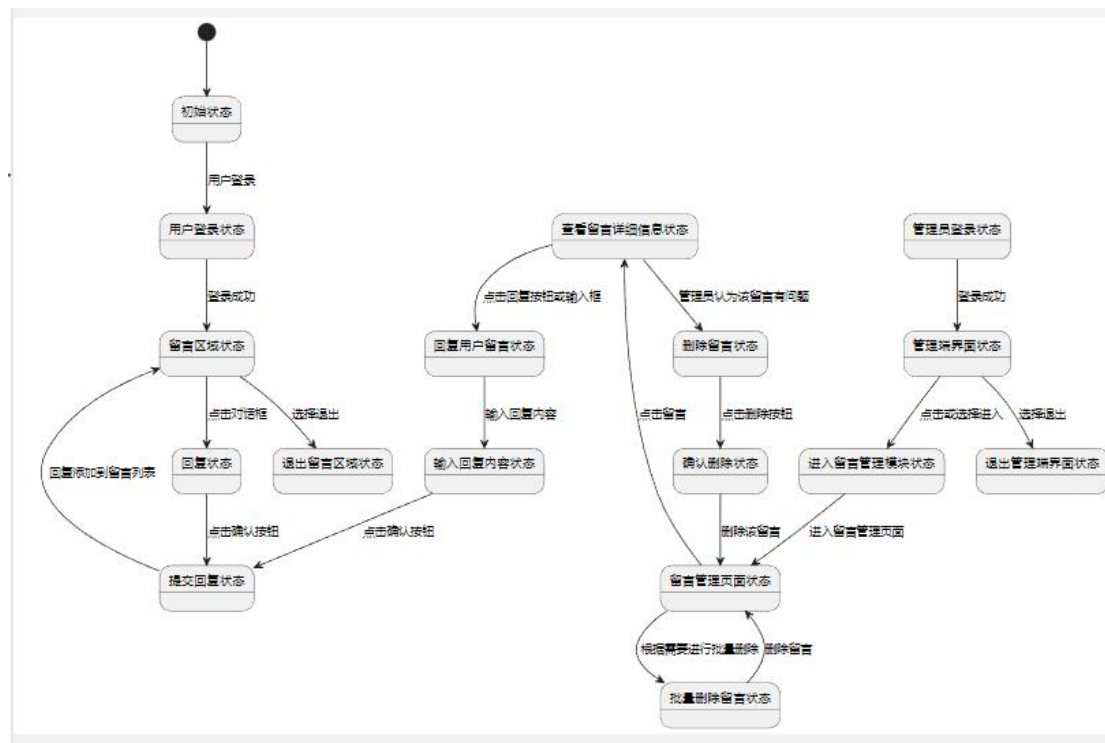 初始状态
用户登录
用户登录状态
查看留言详细信息状态
管理员登录状态
登录成功
点击回复按钮或输入框
管理员认为该留言有问题
登录成功
留言区域状态
回复用户留言状态
删除留言状态
管理端界面状态
点击对话框
选择退出
输入回复内容
点击留言
点击删除按钮
点击或选择进入
选择退出
回复添加到留言列表
回复状态
退出留言区域状态
输入回复内容状态
确认删除状态
进入留言管理模块状态
退出管理端界面状态
点击确认按钮
点击确认按钮
删除该留言
进入留言管理页面
提交回复状态
留言管理页面状态
根据需要进行批量删除
删除留言
批量删除留言状态